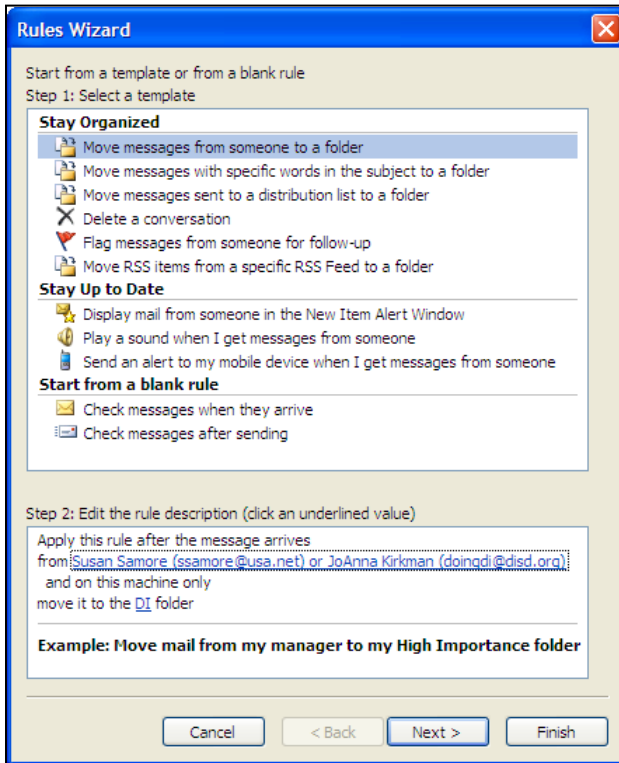 Rules Wizard
Start from a template or from a blank rule
Step 1: Select a template
Stay Organized
Move messages from someone to a folder
Move messages with specific words in the subject to a folder
Move messages sent to a distribution list to a folder
Delete a conversation
Flag messages from someone for follow-up
Move RSS items from a specific RSS Feed to a folder
Stay Up to Date
Display mail from someone in the New Item Alert Window
Play a sound when I get messages from someone
Send an alert to my mobile device when I get messages from someone
Start from a blank rule
Check messages when they arrive
Check messages after sending
Step 2: Edit the rule description (click an underlined value)
Apply this rule after the message arrives
from Susan Samore (ssamore@usa.net) or JoAnna Kirkman (doingdi@disd.org)
and on this machine only
move it to the DI folder
Example: Move mail from my manager to my High Importance folder
Cancel < Back Next > Finish